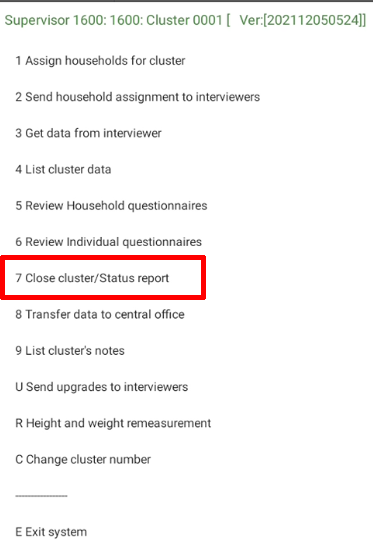 Supervisor 1600: 1600: Cluster 0001 [   Ver:[202112050524]]
1 Assign households for cluster
2 Send household assignment to interviewers
3 Get data from interviewer
4 List cluster data
5 Review Household questionnaires
6 Review Individual questionnaires
7 Close cluster/Status report
8 Transfer data to central office
9 List cluster's notes
U Send upgrades to interviewers
R Height and weight remeasurement
C Change cluster number
----------------
E Exit system